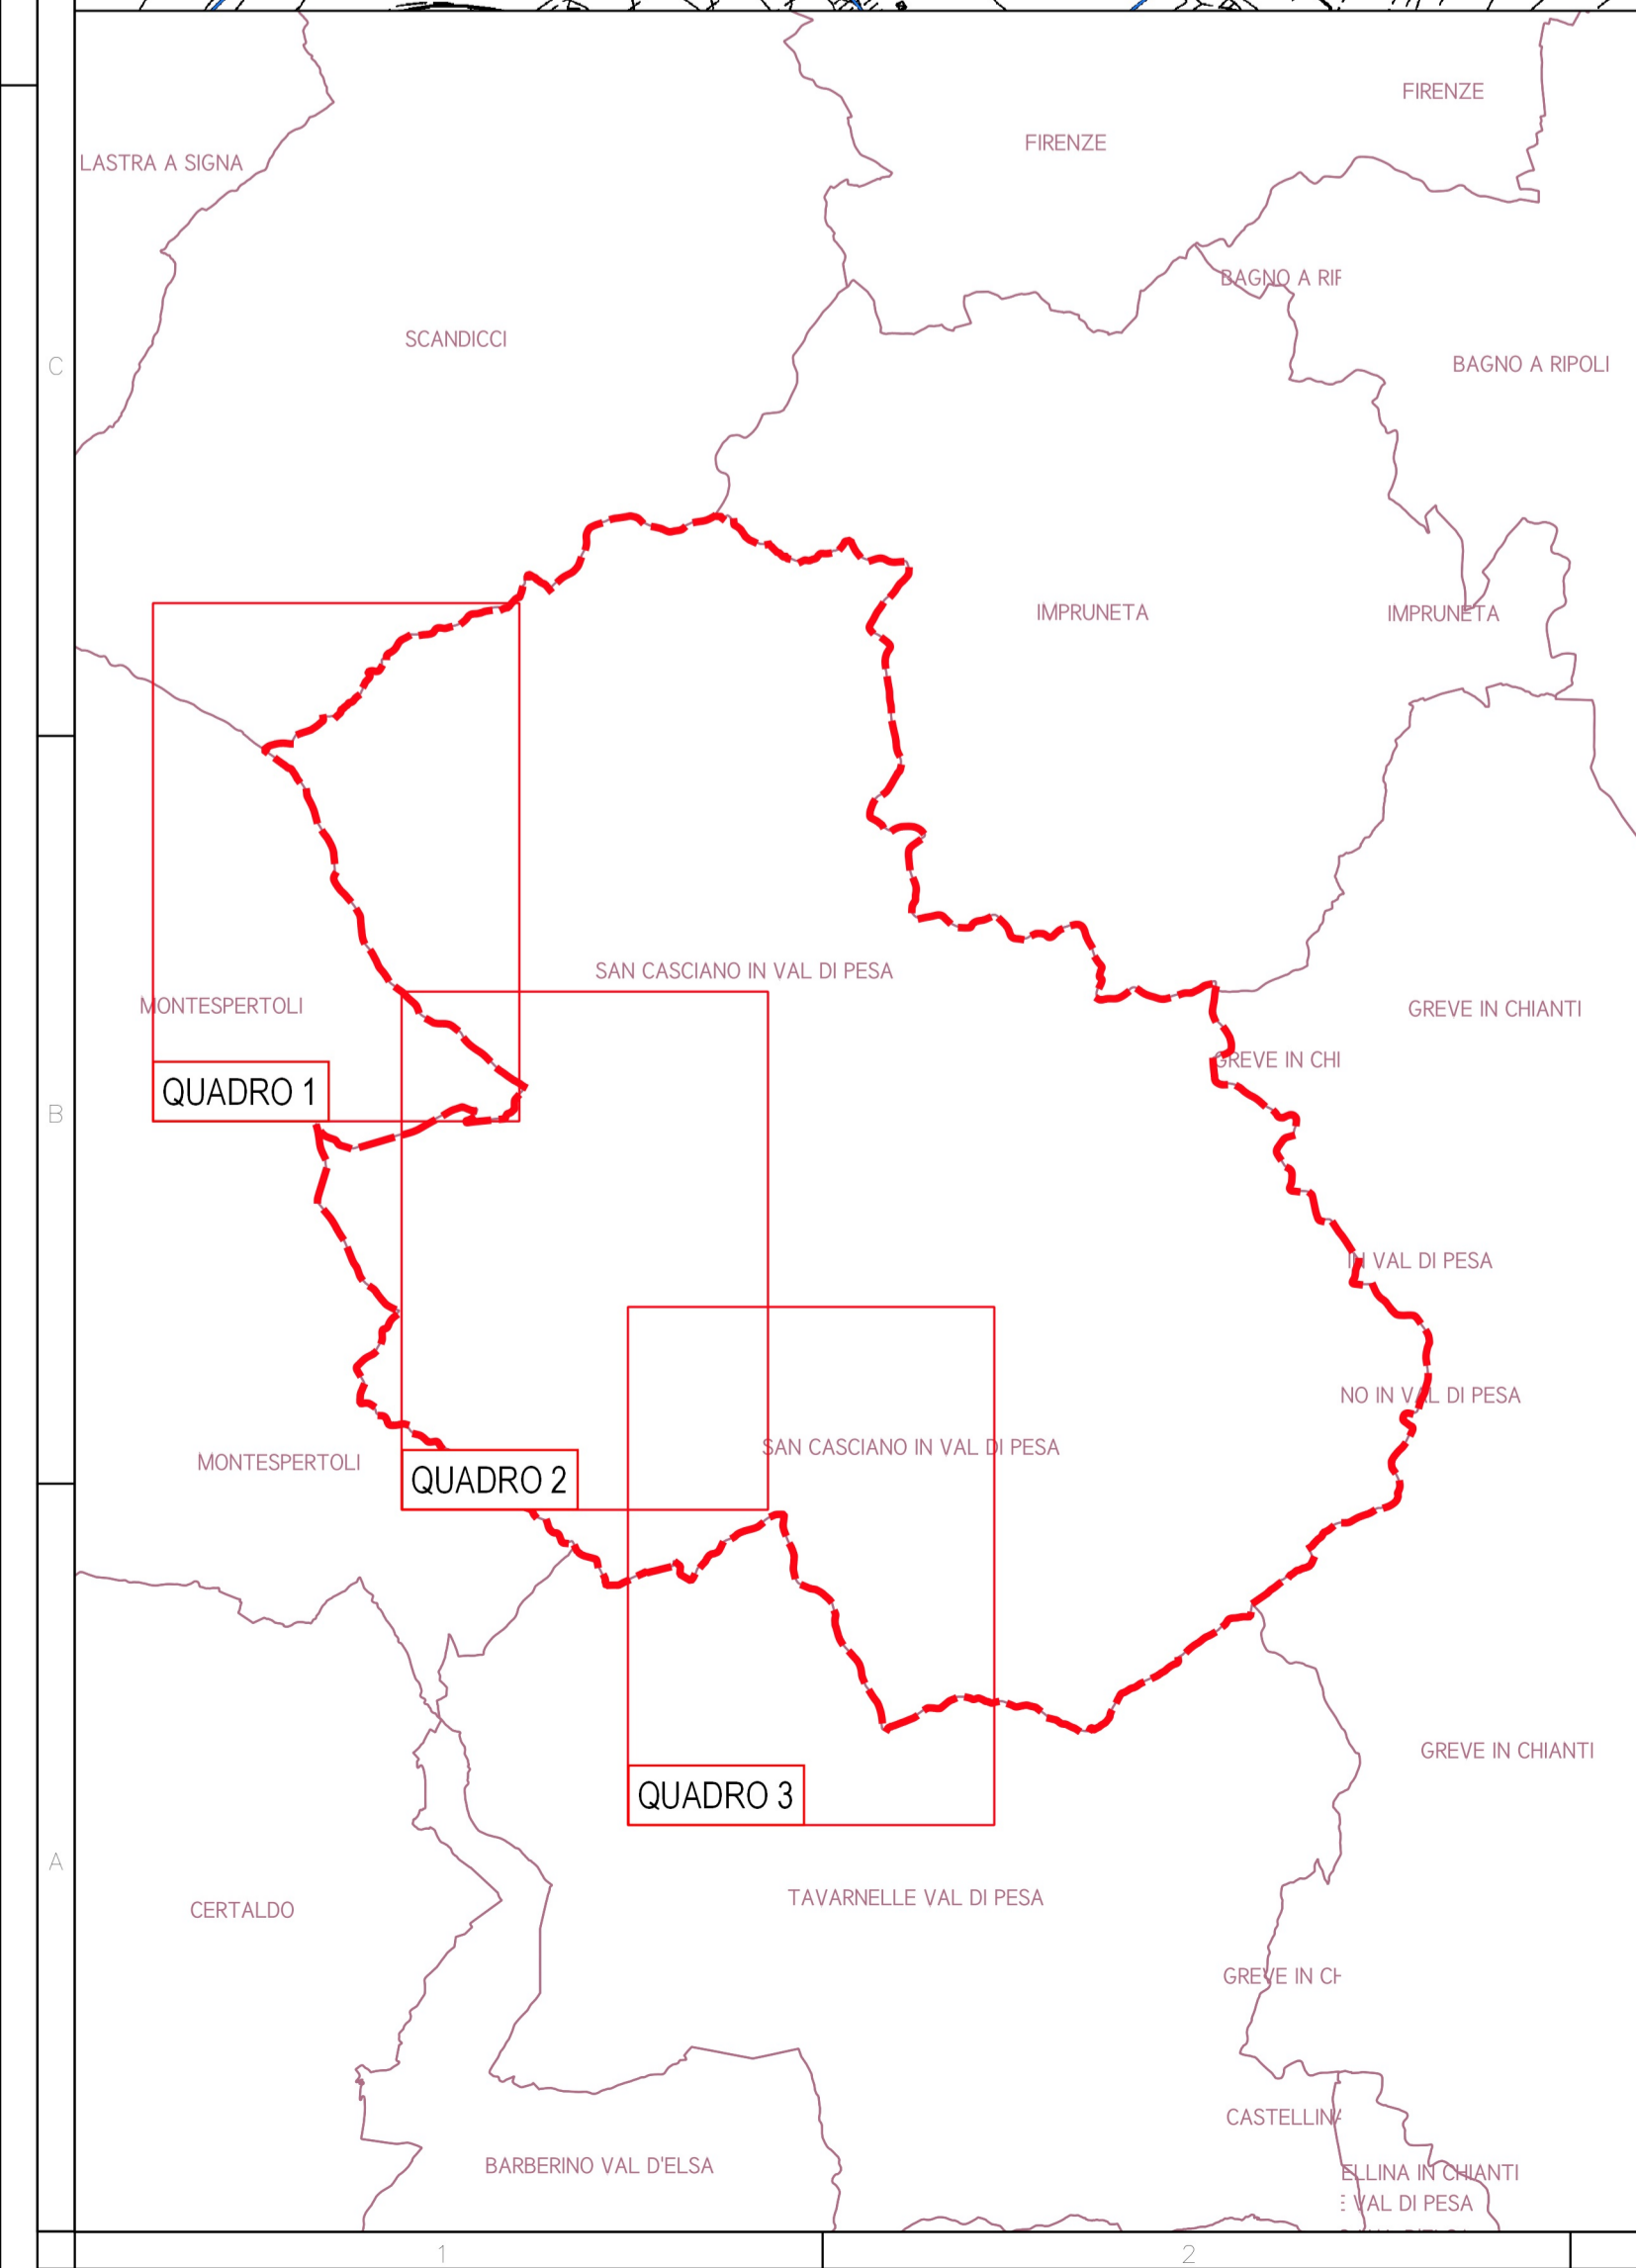 FIRENZE
FIRENZE
LASTRA A SIGNA
BAGNO A RIP
SCANDICCI
BAGNO A RIPOLI
C
IMPRUNETA
IMPRUNETA
SAN CASCIANO IN VAL DI PESA
MONTESPERTOLI
GREVE IN CHIANTI
GREVE IN CHI
QUADRO 1
B
IN VAL DI PESA
NO IN VAL DI PESA
SAN CASCIANO IN VAL DI PESA
MONTESPERTOLI
QUADRO 2
GREVE IN CHIANTI
QUADRO 3
A
TAVARNELLE VAL DI PESA
CERTALDO
GREVE IN CH
CASTELLINA
BARBERINO VAL D'ELSA
ELLINA IN CHIANTI
E VAL DI PESA
1
2